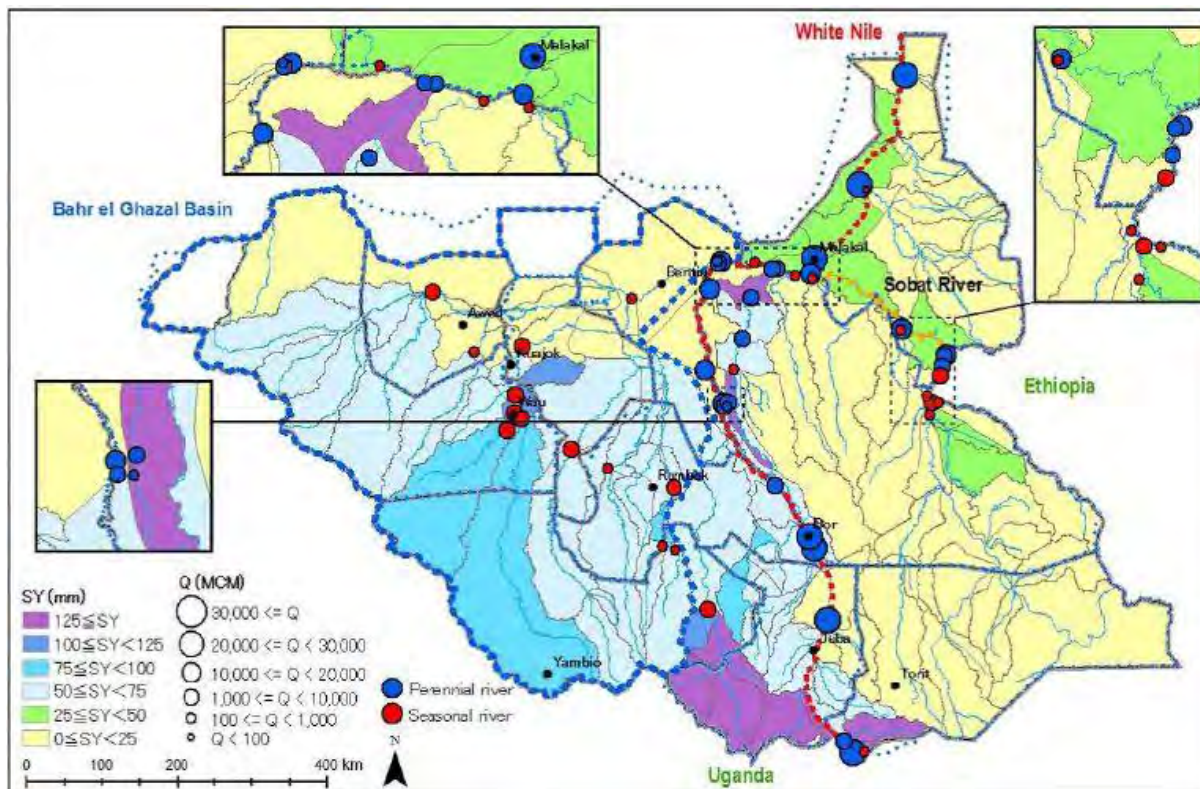 White Nile
Malakal
Bahr el Ghazal Basin
Malakal
Bentiu
Sobat River
Aweil
Kuajok
Ethiopia
Wau
Rumbek
Bor
SY (mm)
125≦SY
100≦SY<125
75≦SY<100
50≦SY<75
25≦SY<50
0≦SY<25
Q (MCM)
30,000 <= Q
20,000 <= Q < 30,000
10,000 <= Q < 20,000
1,000 <= Q < 10,000
100 <= Q < 1,000
Q < 100
Juba
Yambio
Torit
Perennial river
Seasonal river
N
0 100 200 400 km
Uganda